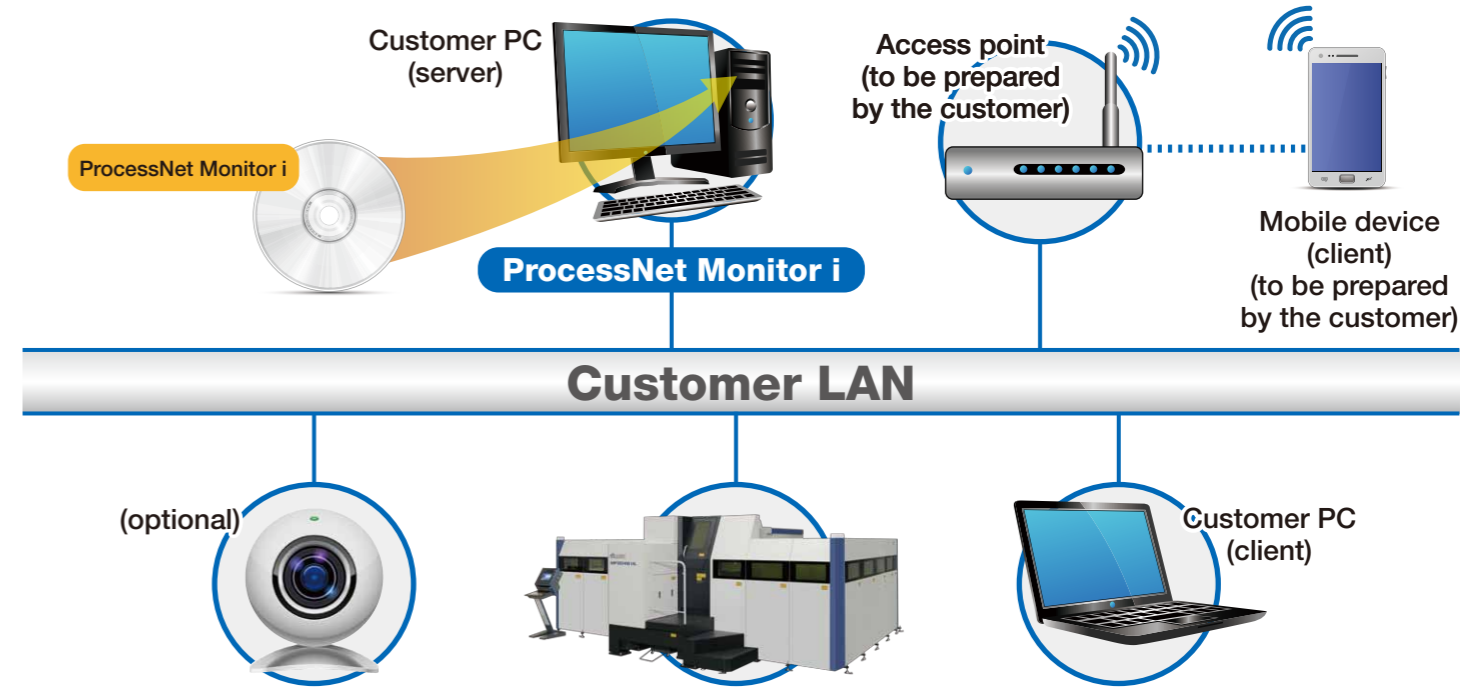 Customer PC
(server)
Access point
(to be prepared
by the customer)
ProcessNet Monitor i
Mobile device
(client)
(to be prepared
by the customer)
ProcessNet Monitor i
Customer LAN
(optional)
Customer PC
(client)